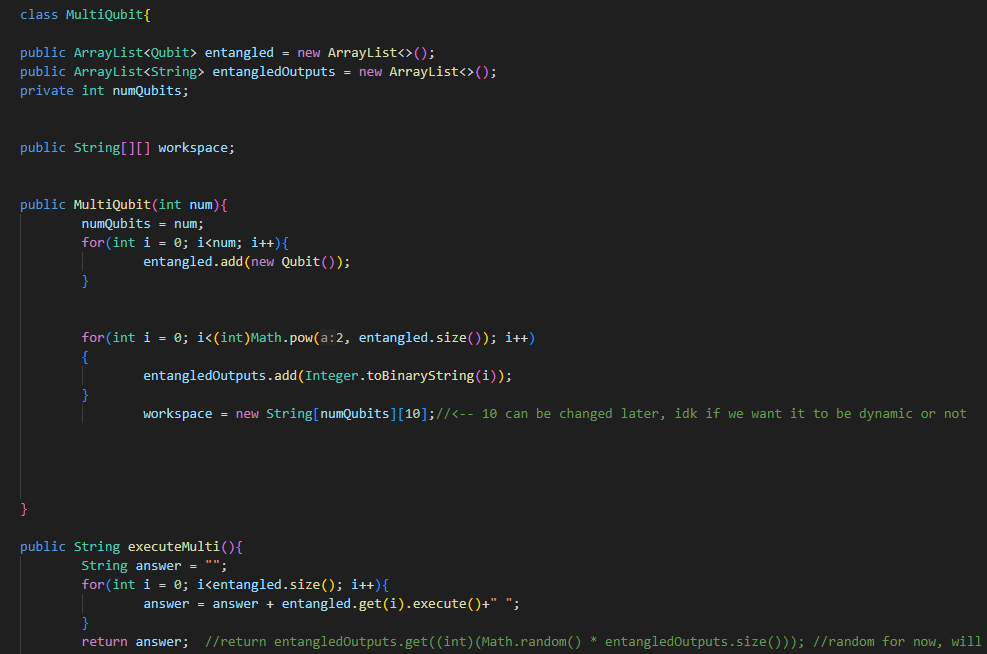 class MultiQubit{
public ArrayList<Qubit> entangled = new ArrayList<>();
public ArrayList<String> entangledOutputs = new ArrayList<>();
private int numQubits;
public String[][] workspace;
public MultiQubit(int num){
numQubits = num;
for(int i = 0; i<num; i++){
entangled.add(new Qubit());
}
for(int i = 0; i<(int)Math.pow(a:2, entangled.size()); i++)
{
entangledOutputs.add(Integer.toBinaryString(i));
}
workspace = new String[numQubits][10];//<-- 10 can be changed later, idk if we want it to be dynamic or not
}
public String executeMulti(){
String answer = "";
for(int i = 0; i<entangled.size(); i++){
answer = answer + entangled.get(i).execute()+" ";
}
return answer;  //return entangledOutputs.get((int)(Math.random() * entangledOutputs.size())); //random for now, will